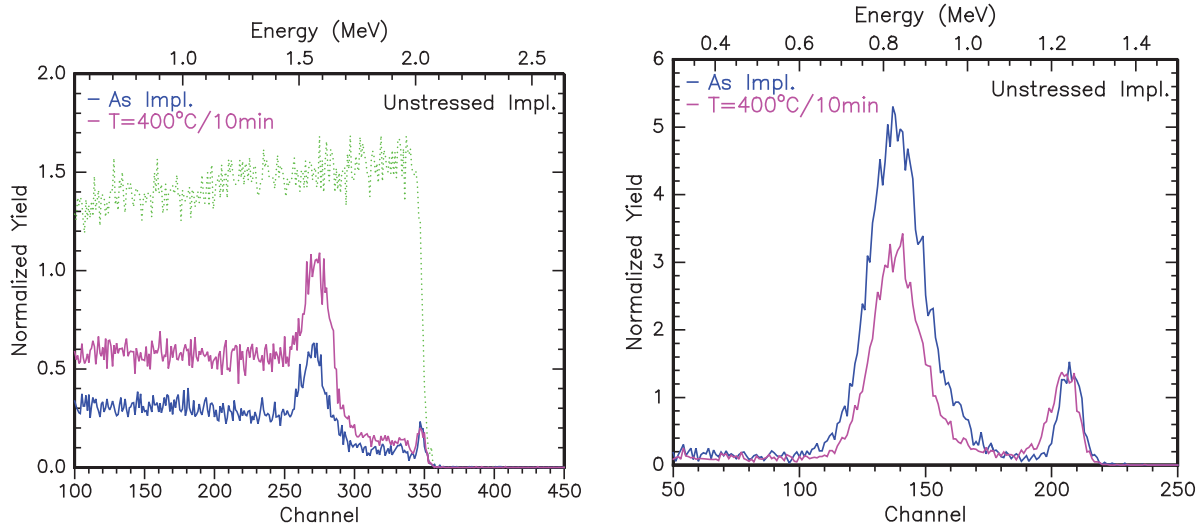 Energy (MeV)
1.0 1.5 2.0 2.5
2.0
1.5
1.0
0.5
0.0
Normalized Yield
– As Impl.
– T=400°C/10min
Unstressed Impl.
100 150 200 250 300 350 400 450
Channel
Energy (MeV)
0.4 0.6 0.8 1.0 1.2 1.4
6
5
4
3
2
1
0
Normalized Yield
– As Impl.
– T=400°C/10min
Unstressed Impl.
50 100 150 200 250
Channel